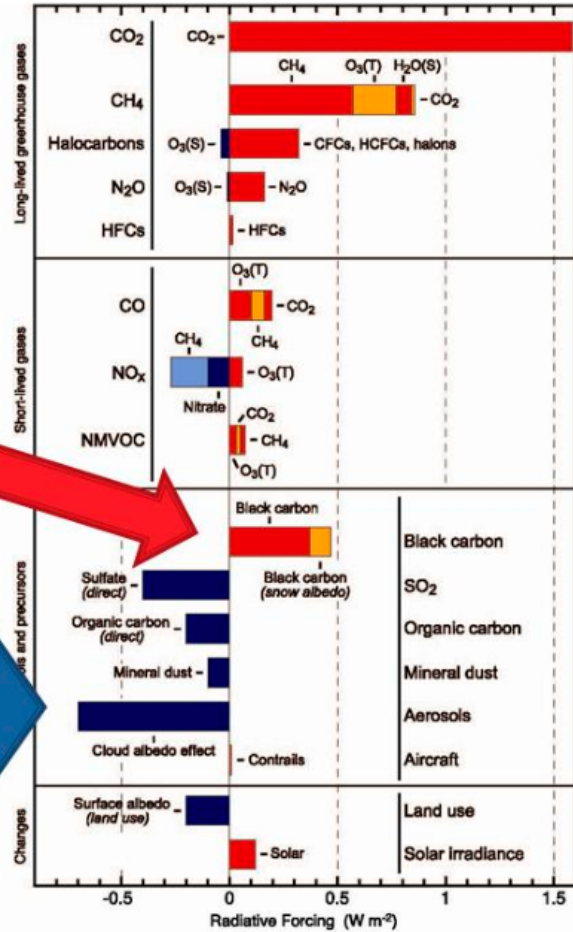 Long-lived greenhouse gases
CO₂
CO₂
CH₄
CH₄
O₃(T)
H₂O(S)
CO₂
Halocarbons
O₃(S)
CFCs, HCFCs, halons
N₂O
O₃(S)
N₂O
HFCs
HFCs
Short-lived gases
O₃(T)
CO
CO₂
CH₄
CH₄
NOₓ
O₃(T)
Nitrate
CO₂
NMVOC
CH₄
O₃(T)
and precursors
Black carbon
Black carbon
Black carbon
(snow albedo)
Sulfate
(direct)
SO₂
Organic carbon
(direct)
Organic carbon
Mineral dust
Mineral dust
Aerosols
Cloud albedo effect
Contrails
Aircraft
Changes
Surface albedo
(land use)
Land use
Solar
Solar irradiance
-0.5 0 0.5 1 1.5
Radiative Forcing (W m⁻²)